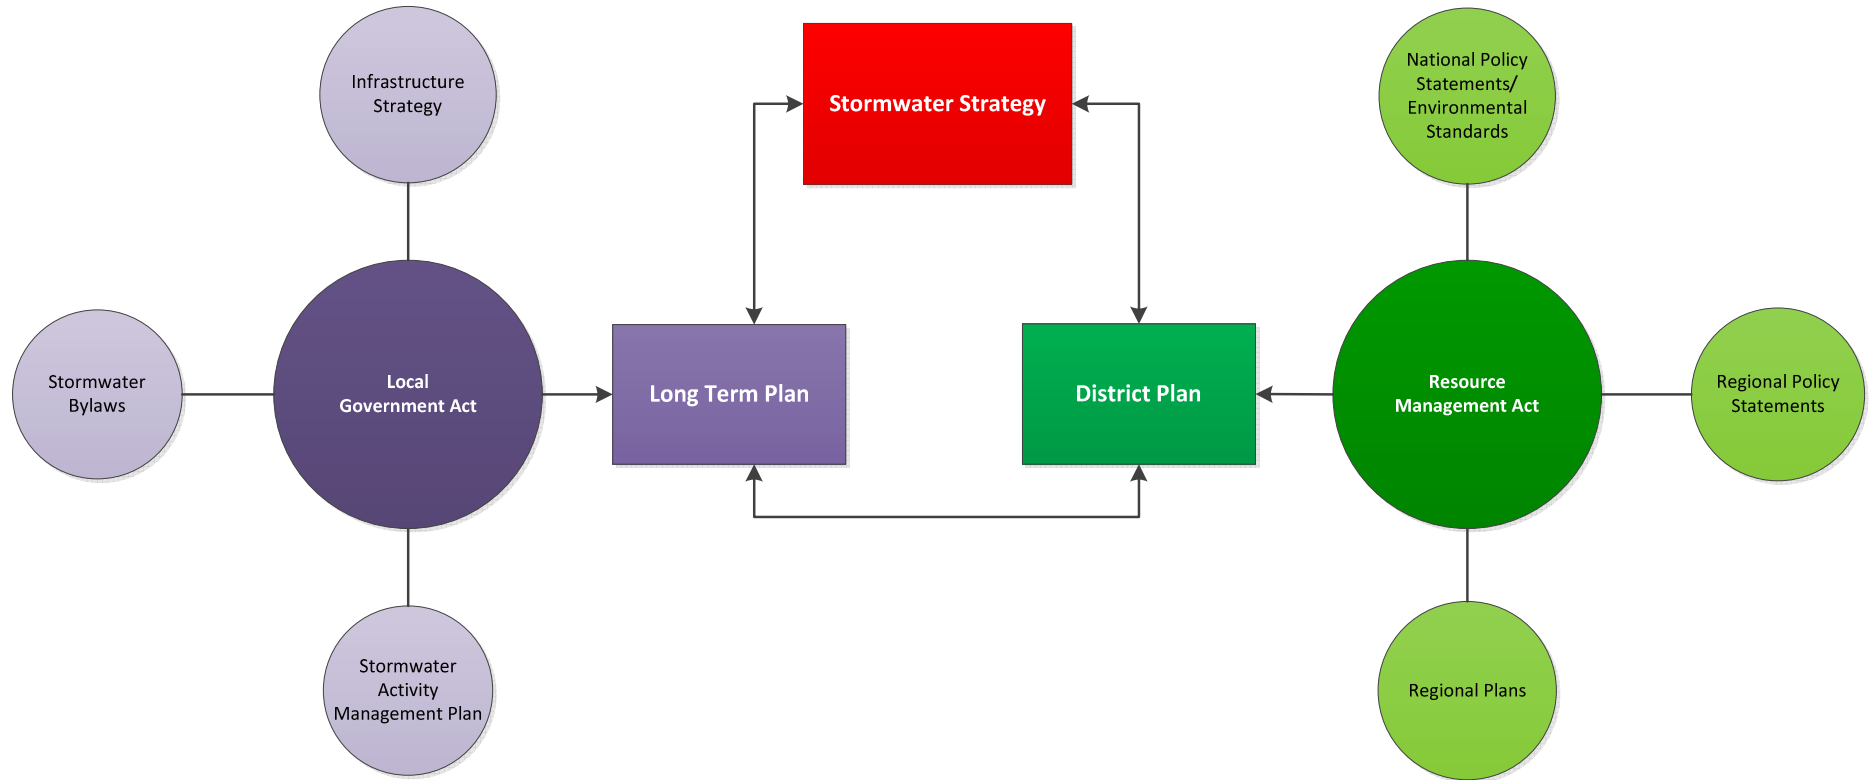 Infrastructure
Strategy
Stormwater Strategy
National Policy
Statements/
Environmental
Standards
Stormwater
Bylaws
Local
Government Act
Long Term Plan
District Plan
Resource
Management Act
Regional Policy
Statements
Stormwater
Activity
Management Plan
Regional Plans